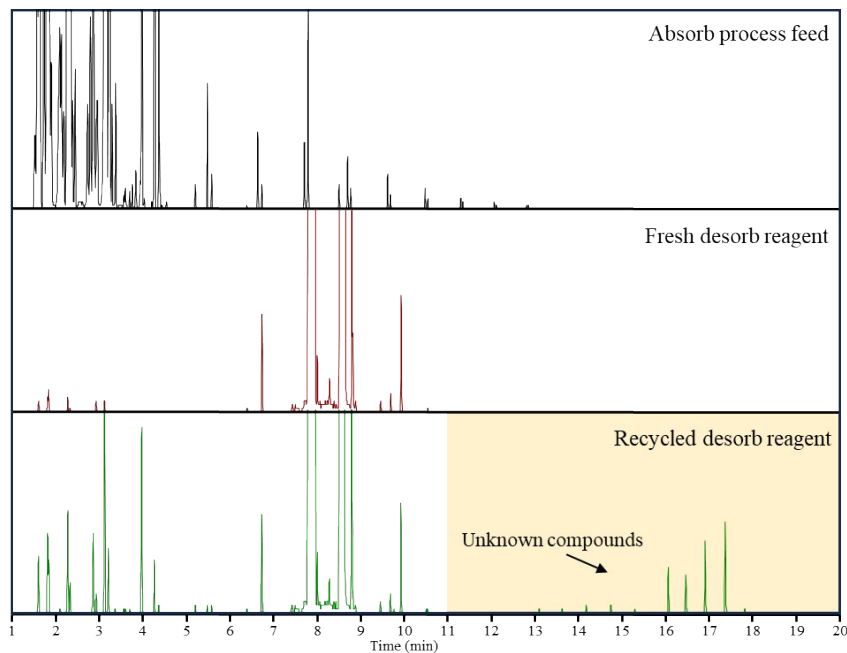 Absorb process feed
Fresh desorb reagent
Recycled desorb reagent
Unknown compounds
1 2 3 4 5 6 7 8 9 10 11 12 13 14 15 16 17 18 19 20
Time (min)